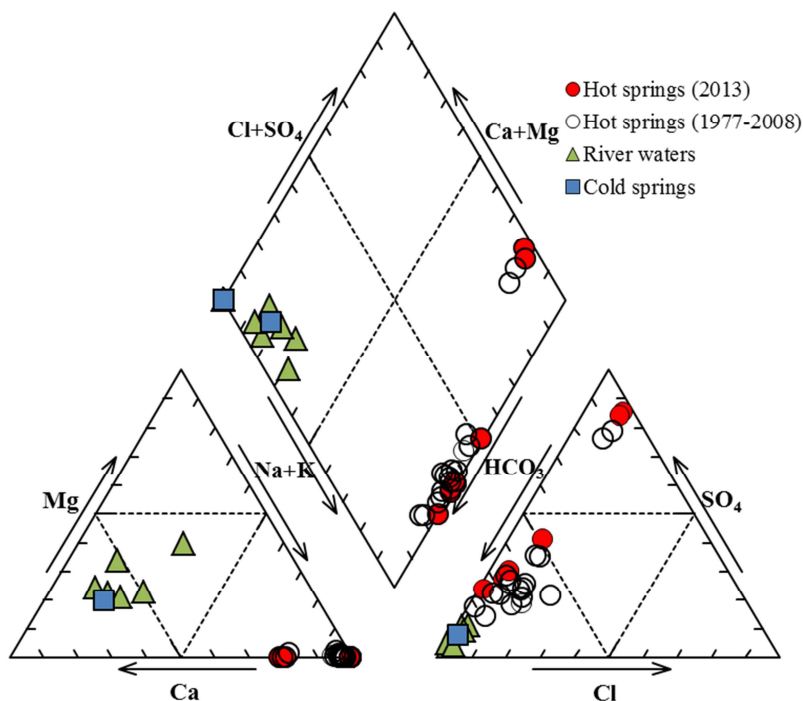 Hot springs (2013)
Cl+SO₄
Ca+Mg
Hot springs (1977-2008)
River waters
Cold springs
Na+K
HCO₃
Mg
SO₄
Ca
Cl